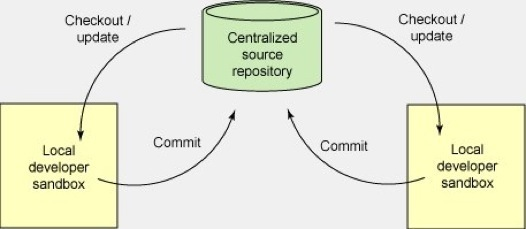 Checkout /
update
Centralized
source
repository
Checkout /
update
Local
developer
sandbox
Commit
Commit
Local
developer
sandbox